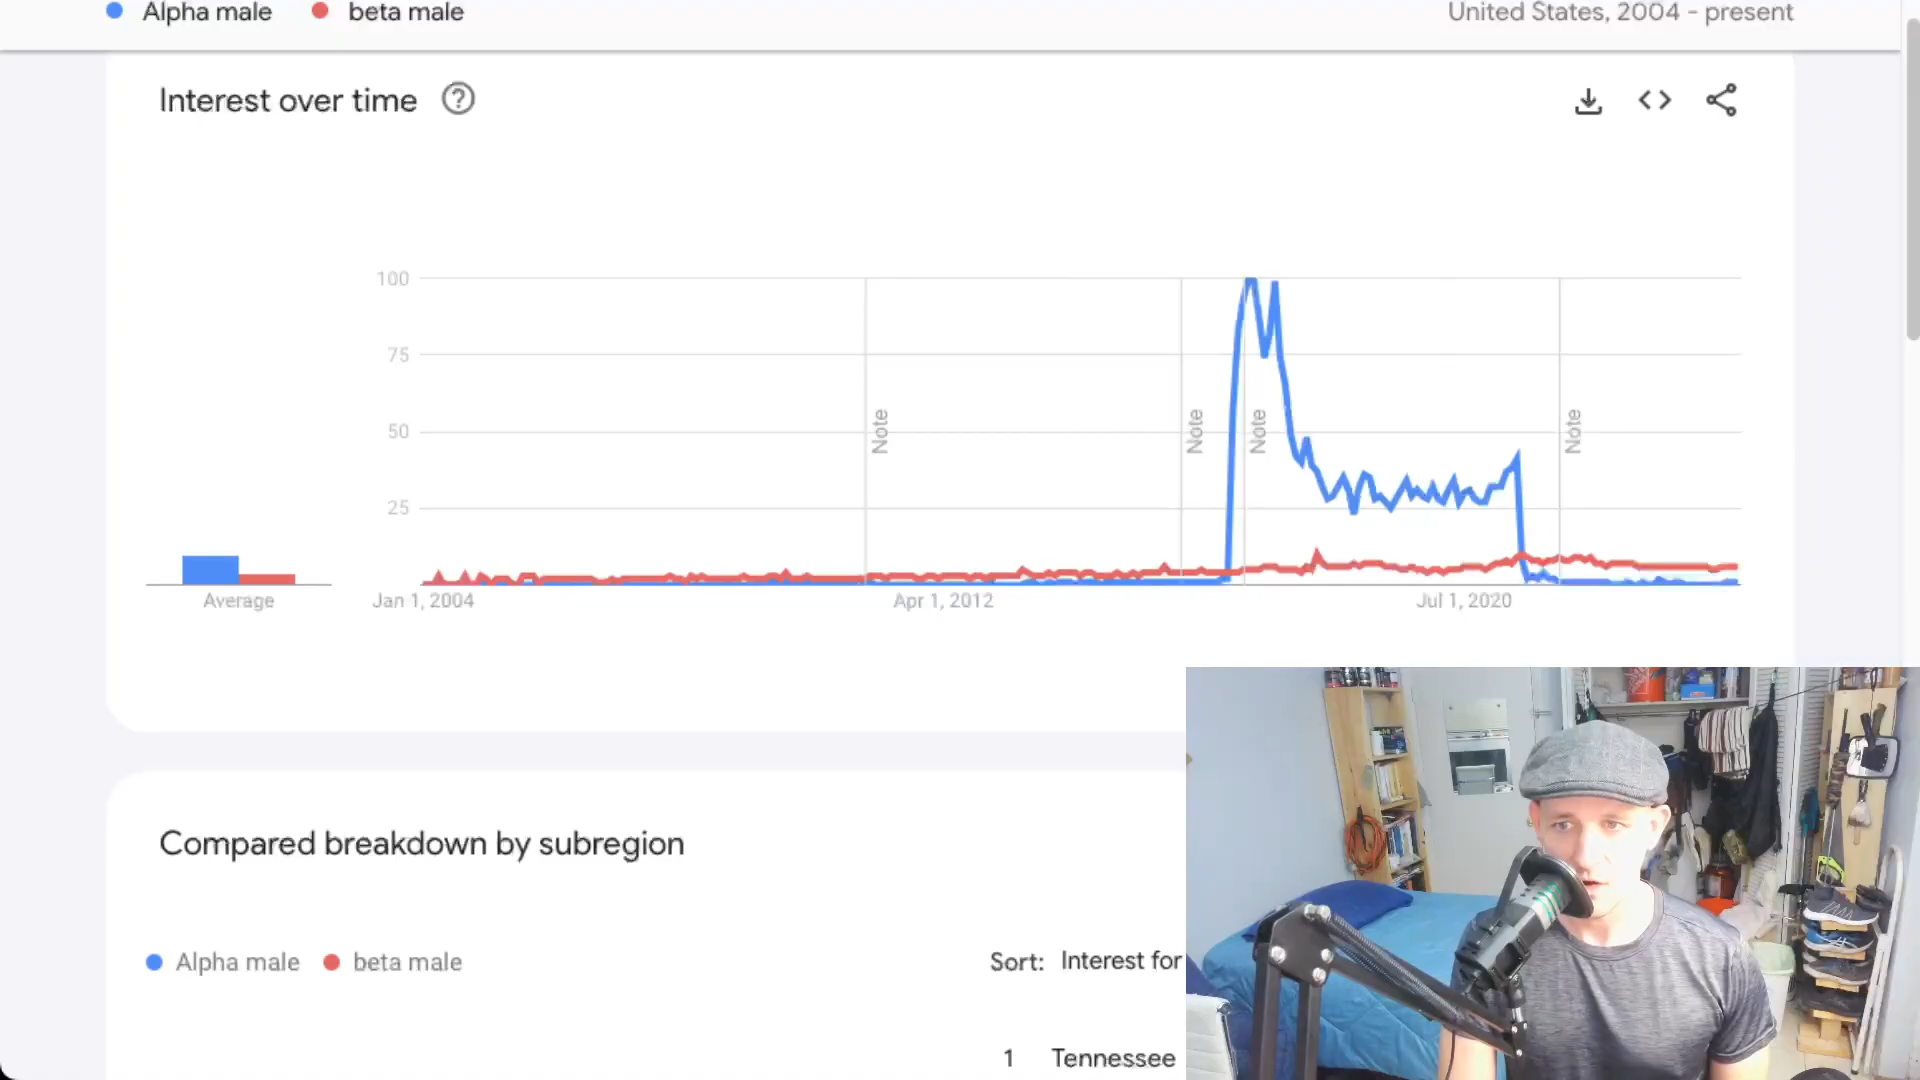 Alpha male beta male United States, 2004 - present
Interest over time
100
75
50
25
Note
Note
Note
Note
Average
Jan 1, 2004 Apr 1, 2012 Jul 1, 2020
Compared breakdown by subregion
Alpha male beta male Sort: Interest for
1 Tennessee